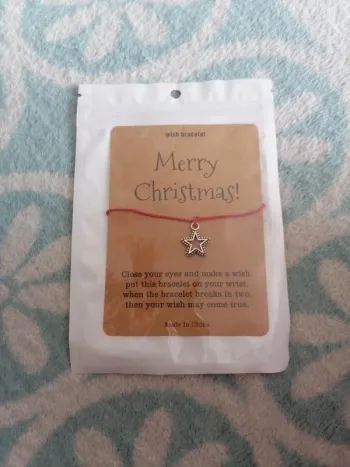 wish bracelet
Merry
Christmas!
Close your eyes and make a wish
put this bracelet on your wrist.
when the bracelet breaks in two,
then your wish may come true.
Made In China